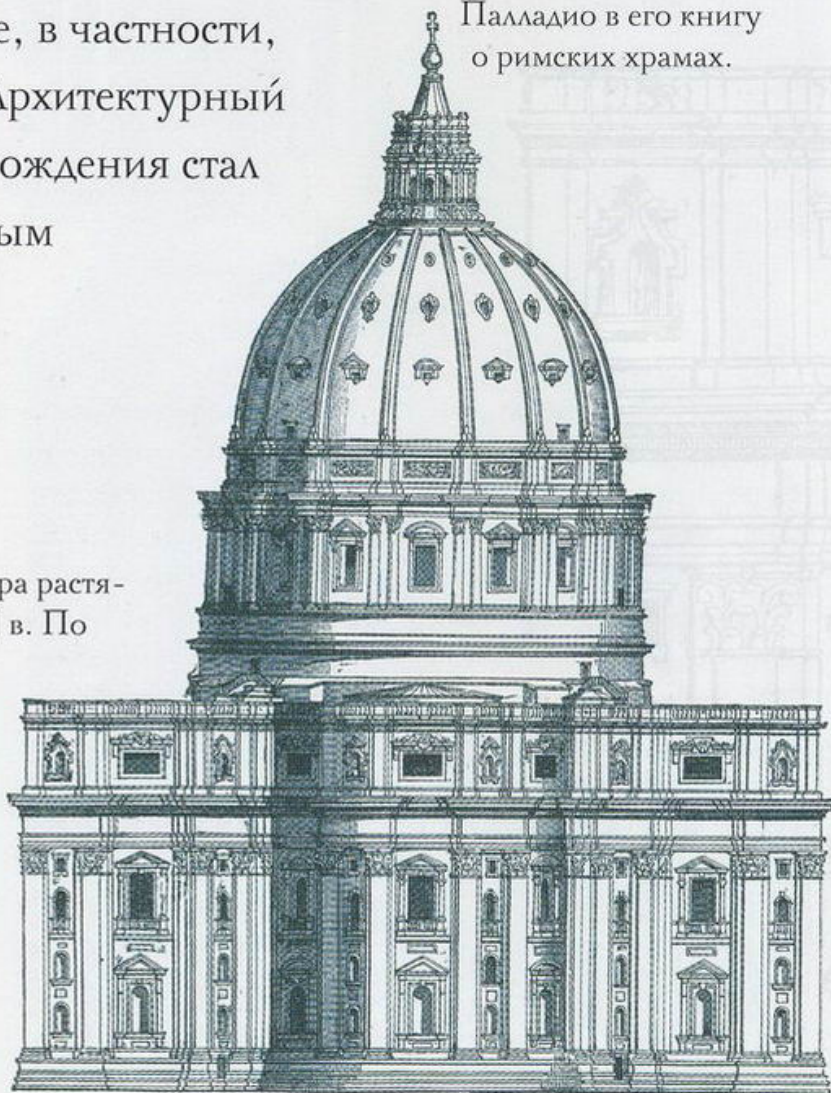 е, в частности,
Архитектурный
ождения стал
ым
Палладио в его книгу
о римских храмах.
ра растя-
в. По